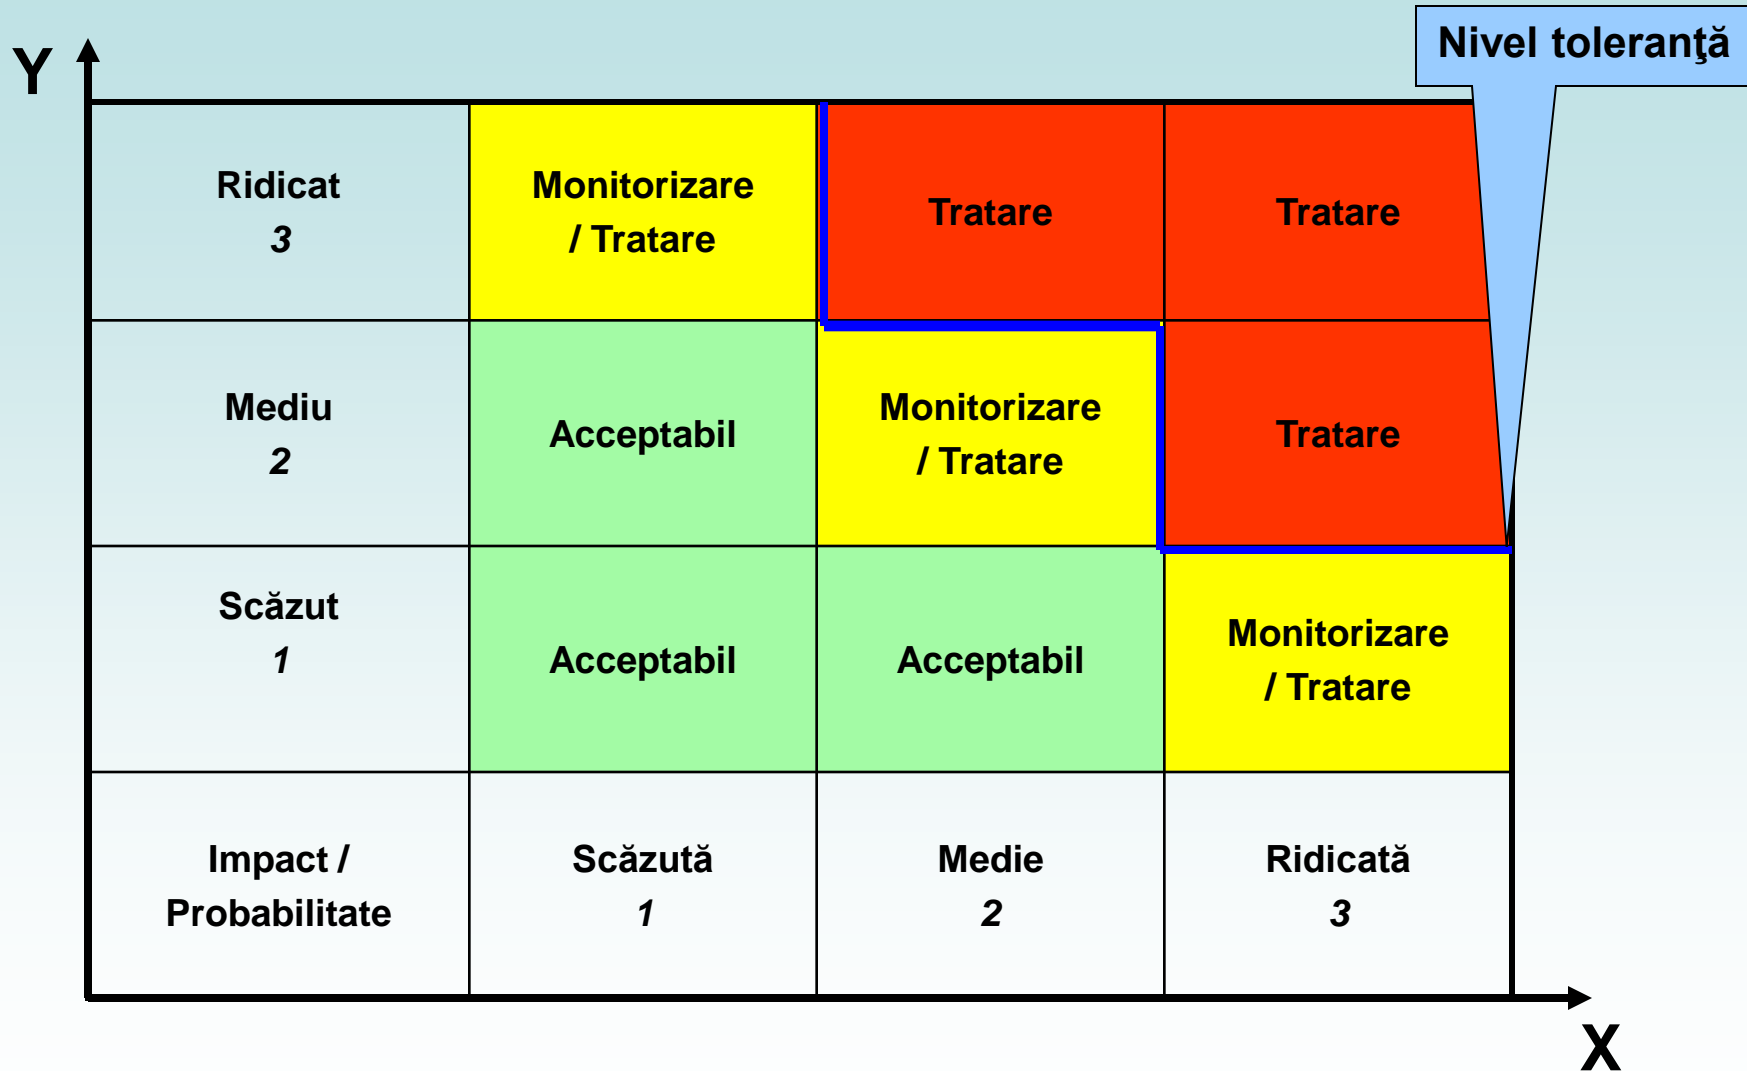 Nivel toleranţă
Y
Ridicat
3
Monitorizare
/ Tratare
Tratare
Tratare
Mediu
2
Acceptabil
Monitorizare
/ Tratare
Tratare
Scăzut
1
Acceptabil
Acceptabil
Monitorizare
/ Tratare
Impact /
Probabilitate
Scăzută
1
Medie
2
Ridicată
3
X